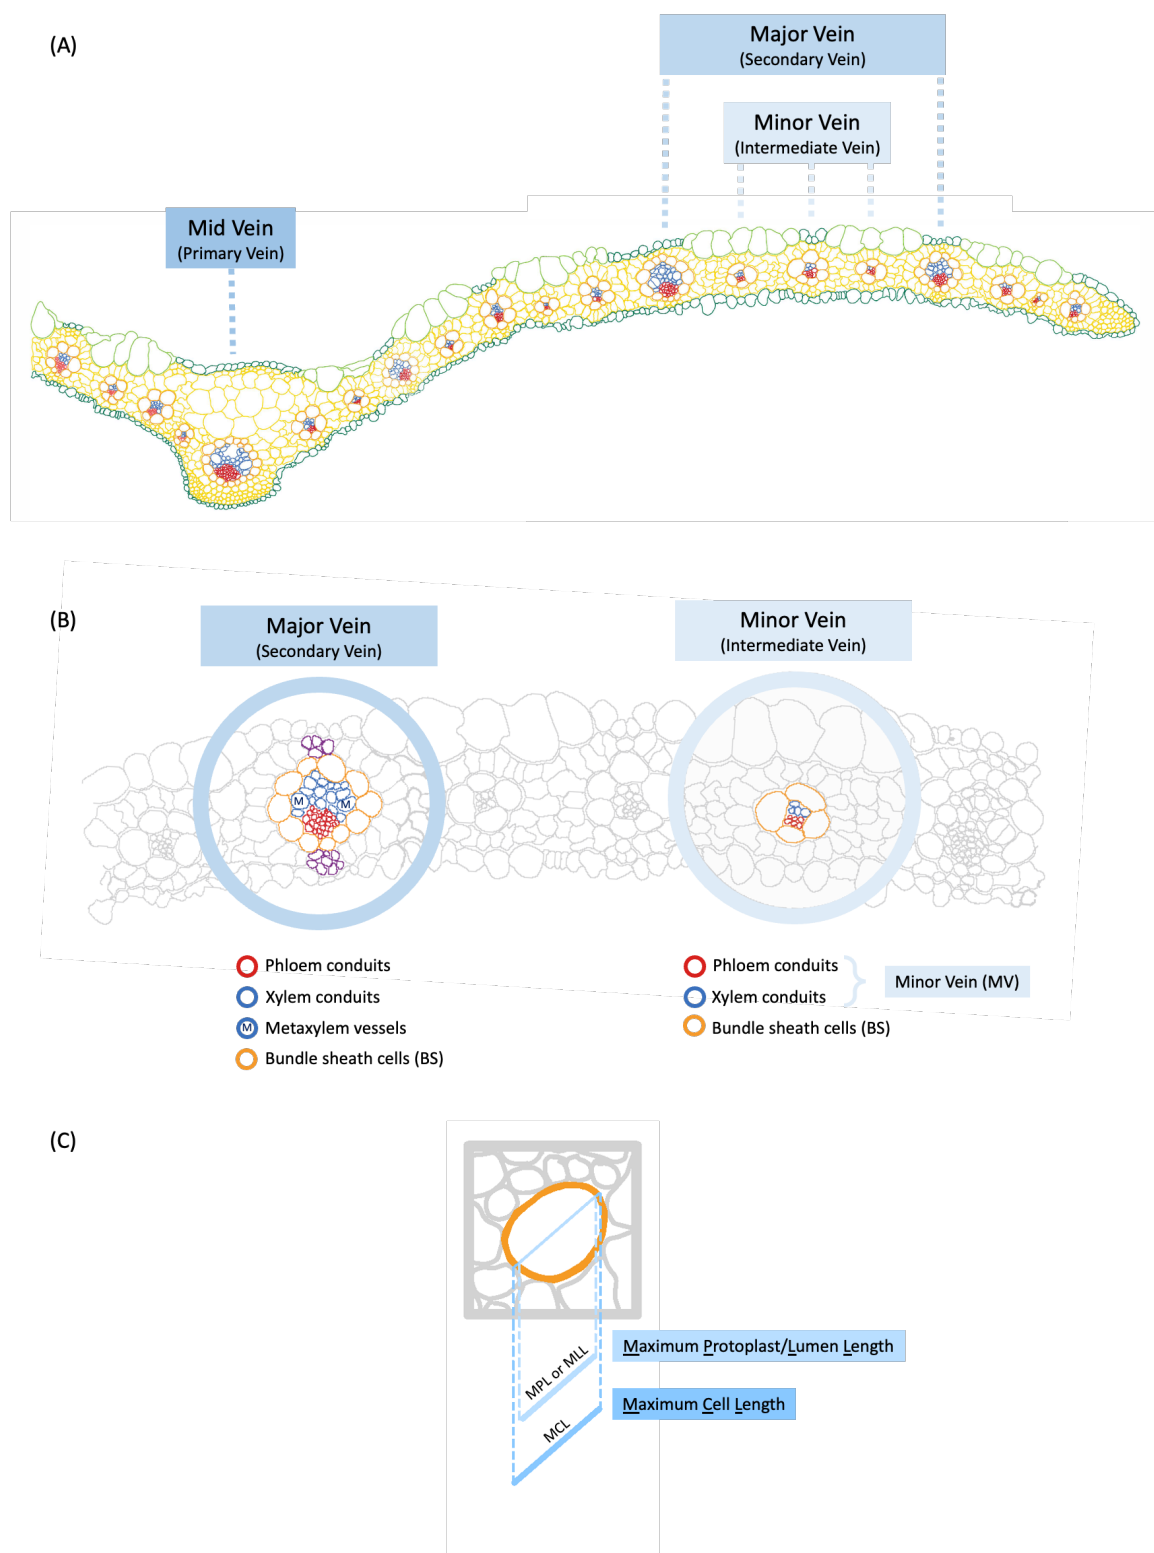 (A)
Major Vein
(Secondary Vein)
Minor Vein
(Intermediate Vein)
Mid Vein
(Primary Vein)
(B)
Major Vein
(Secondary Vein)
Minor Vein
(Intermediate Vein)
M
M
Phloem conduits
Xylem conduits
M Metaxylem vessels
Bundle sheath cells (BS)
Phloem conduits
Xylem conduits
Minor Vein (MV)
Bundle sheath cells (BS)
(C)
Maximum Protoplast/Lumen Length
MPL or MLL
Maximum Cell Length
MCL